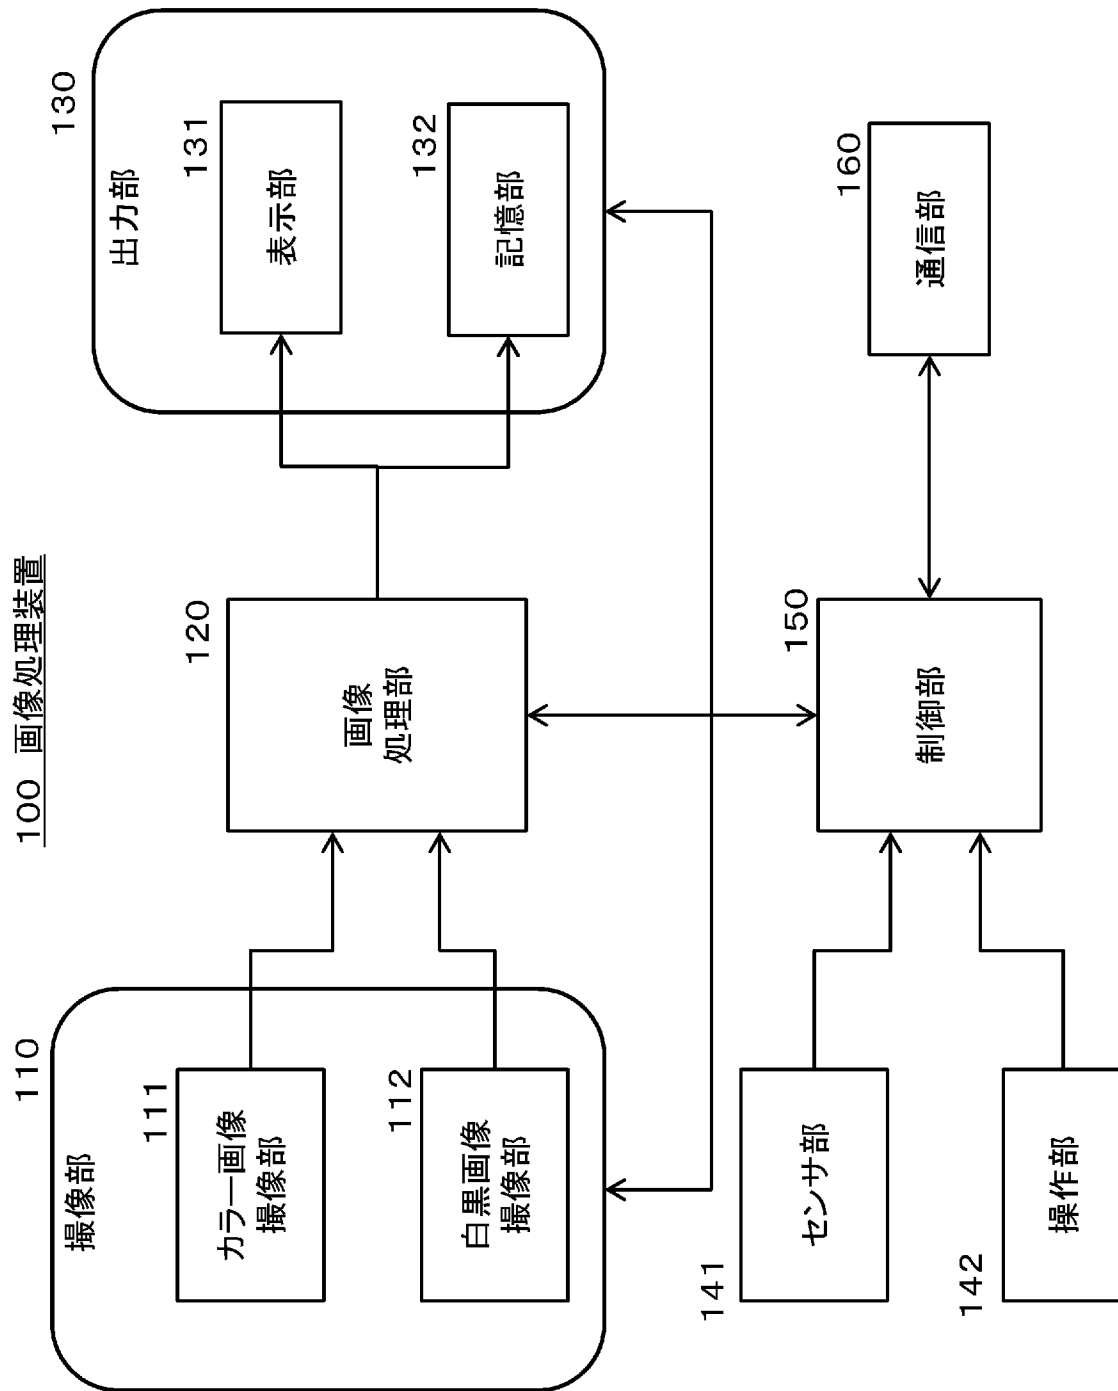 100 画像処理装置
110
撮像部
111
カラー画像
撮像部
112
白黒画像
撮像部
120
画像
処理部
130
出力部
131
表示部
132
記憶部
141
センサ部
142
操作部
150
制御部
160
通信部